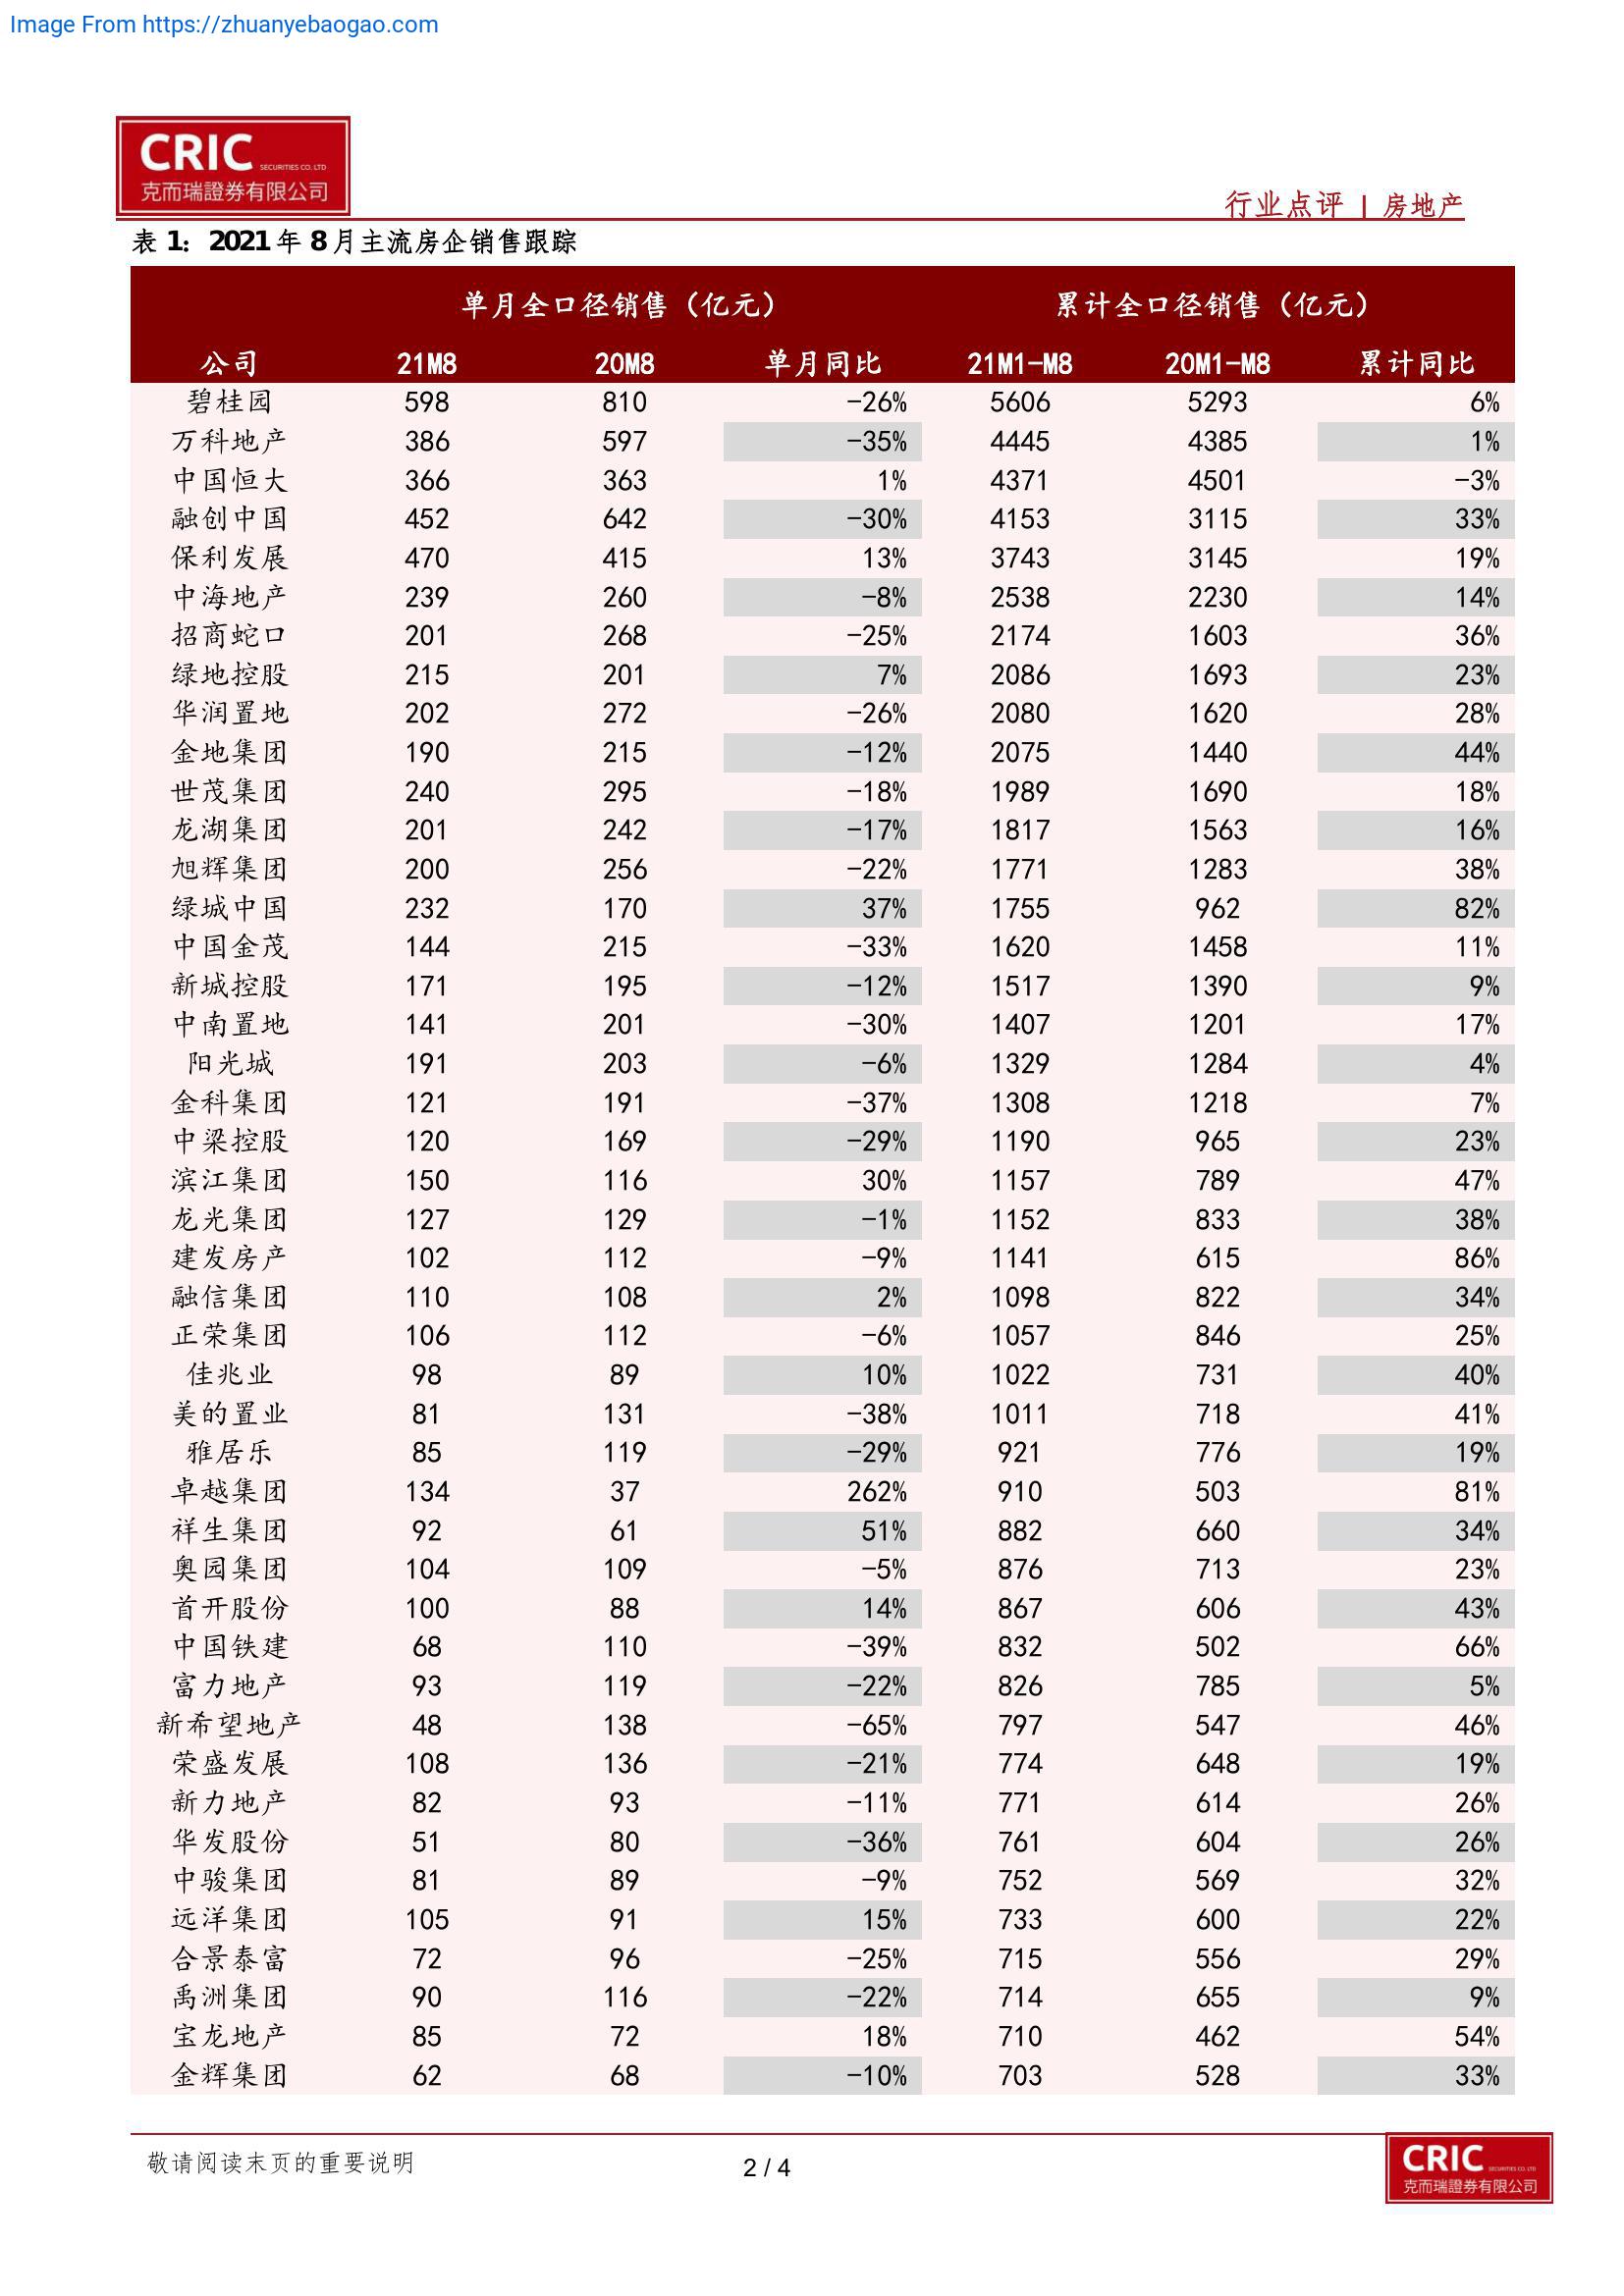 Image From https://zhuanyebaogao.com
CRIC SECURITIES CO. LTD
克而瑞證券有限公司
行业点评 | 房地产
表 1: 2021 年 8 月主流房企销售跟踪
单月全口径销售（亿元） 累计全口径销售（亿元）
公司 21M8 20M8 单月同比 21M1-M8 20M1-M8 累计同比
碧桂园 598 810 -26% 5606 5293 6%
万科地产 386 597 -35% 4445 4385 1%
中国恒大 366 363 1% 4371 4501 -3%
融创中国 452 642 -30% 4153 3115 33%
保利发展 470 415 13% 3743 3145 19%
中海地产 239 260 -8% 2538 2230 14%
招商蛇口 201 268 -25% 2174 1603 36%
绿地控股 215 201 7% 2086 1693 23%
华润置地 202 272 -26% 2080 1620 28%
金地集团 190 215 -12% 2075 1440 44%
世茂集团 240 295 -18% 1989 1690 18%
龙湖集团 201 242 -17% 1817 1563 16%
旭辉集团 200 256 -22% 1771 1283 38%
绿城中国 232 170 37% 1755 962 82%
中国金茂 144 215 -33% 1620 1458 11%
新城控股 171 195 -12% 1517 1390 9%
中南置地 141 201 -30% 1407 1201 17%
阳光城 191 203 -6% 1329 1284 4%
金科集团 121 191 -37% 1308 1218 7%
中梁控股 120 169 -29% 1190 965 23%
滨江集团 150 116 30% 1157 789 47%
龙光集团 127 129 -1% 1152 833 38%
建发房产 102 112 -9% 1141 615 86%
融信集团 110 108 2% 1098 822 34%
正荣集团 106 112 -6% 1057 846 25%
佳兆业 98 89 10% 1022 731 40%
美的置业 81 131 -38% 1011 718 41%
雅居乐 85 119 -29% 921 776 19%
卓越集团 134 37 262% 910 503 81%
祥生集团 92 61 51% 882 660 34%
奥园集团 104 109 -5% 876 713 23%
首开股份 100 88 14% 867 606 43%
中国铁建 68 110 -39% 832 502 66%
富力地产 93 119 -22% 826 785 5%
新希望地产 48 138 -65% 797 547 46%
荣盛发展 108 136 -21% 774 648 19%
新力地产 82 93 -11% 771 614 26%
华发股份 51 80 -36% 761 604 26%
中骏集团 81 89 -9% 752 569 32%
远洋集团 105 91 15% 733 600 22%
合景泰富 72 96 -25% 715 556 29%
禹洲集团 90 116 -22% 714 655 9%
宝龙地产 85 72 18% 710 462 54%
金辉集团 62 68 -10% 703 528 33%
敬请阅读末页的重要说明
2 / 4
CRIC SECURITIES CO. LTD
克而瑞證券有限公司